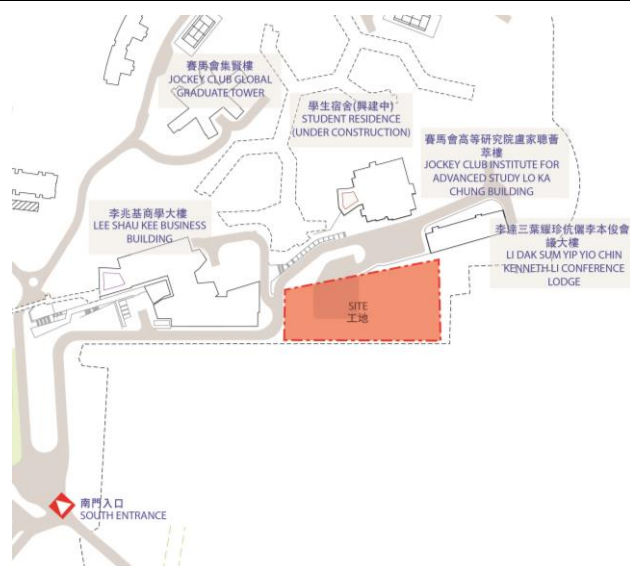 賽馬會集賢樓
JOCKEY CLUB GLOBAL
GRADUATE TOWER
學生宿舍(興建中)
STUDENT RESIDENCE
(UNDER CONSTRUCTION)
賽馬會高等研究院盧家聰薈
萃樓
JOCKEY CLUB INSTITUTE FOR
ADVANCED STUDY LO KA
CHUNG BUILDING
李兆基商學大樓
LEE SHAU KEE BUSINESS
BUILDING
李達三葉耀珍伉儷李本俊會
議大樓
LI DAK SUM YIP YIO CHIN
KENNETH LI CONFERENCE
LODGE
SITE
工地
南門入口
SOUTH ENTRANCE